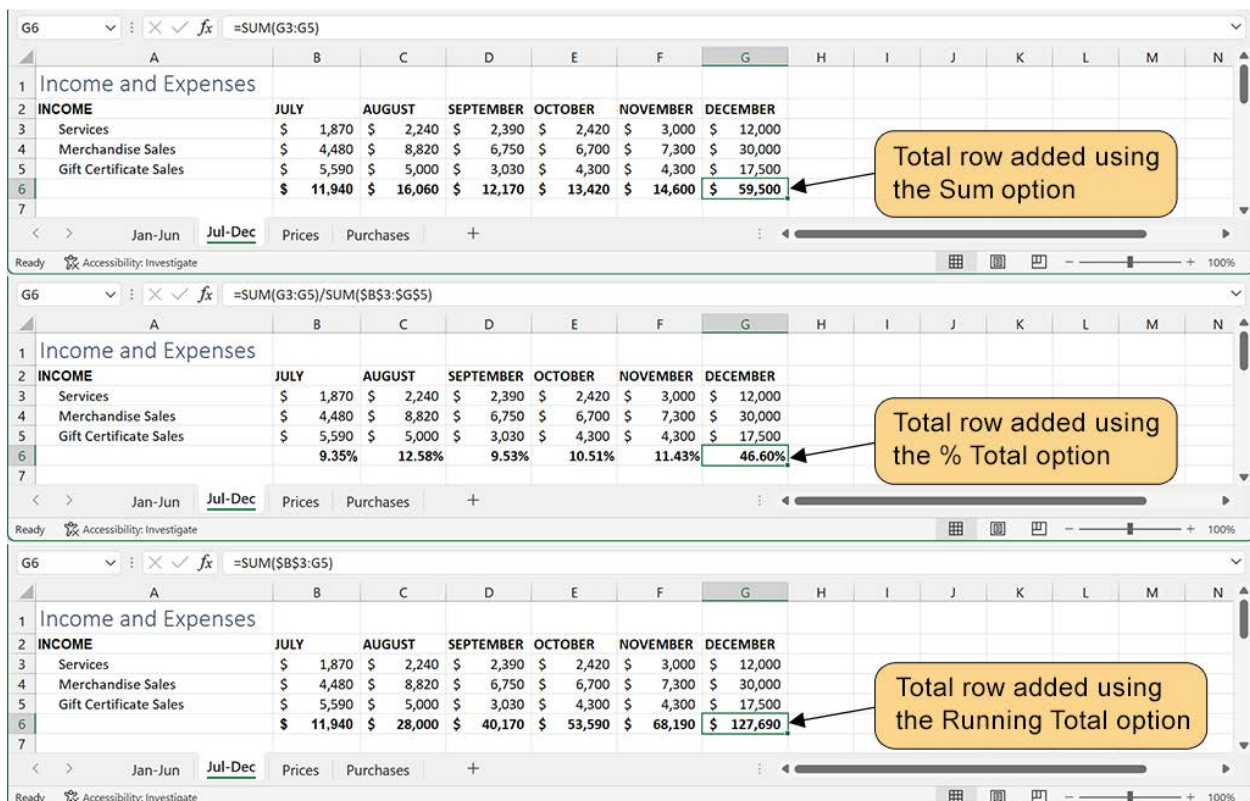 G6 fx =SUM(G3:G5)
A B C D E F G H I J K L M N
1 Income and Expenses
2 INCOME JULY AUGUST SEPTEMBER OCTOBER NOVEMBER DECEMBER
3 Services $ 1,870 $ 2,240 $ 2,390 $ 2,420 $ 3,000 $ 12,000
4 Merchandise Sales $ 4,480 $ 8,820 $ 6,750 $ 6,700 $ 7,300 $ 30,000
5 Gift Certificate Sales $ 5,590 $ 5,000 $ 3,030 $ 4,300 $ 4,300 $ 17,500
6 $ 11,940 $ 16,060 $ 12,170 $ 13,420 $ 14,600 $ 59,500
7
Total row added using
the Sum option
Jan-Jun Jul-Dec Prices Purchases +
Ready Accessibility: Investigate - + 100%
G6 fx =SUM(G3:G5)/SUM($B$3:$G$5)
A B C D E F G H I J K L M N
1 Income and Expenses
2 INCOME JULY AUGUST SEPTEMBER OCTOBER NOVEMBER DECEMBER
3 Services $ 1,870 $ 2,240 $ 2,390 $ 2,420 $ 3,000 $ 12,000
4 Merchandise Sales $ 4,480 $ 8,820 $ 6,750 $ 6,700 $ 7,300 $ 30,000
5 Gift Certificate Sales $ 5,590 $ 5,000 $ 3,030 $ 4,300 $ 4,300 $ 17,500
6 9.35% 12.58% 9.53% 10.51% 11.43% 46.60%
7
Total row added using
the % Total option
Jan-Jun Jul-Dec Prices Purchases +
Ready Accessibility: Investigate - + 100%
G6 fx =SUM($B$3:G5)
A B C D E F G H I J K L M N
1 Income and Expenses
2 INCOME JULY AUGUST SEPTEMBER OCTOBER NOVEMBER DECEMBER
3 Services $ 1,870 $ 2,240 $ 2,390 $ 2,420 $ 3,000 $ 12,000
4 Merchandise Sales $ 4,480 $ 8,820 $ 6,750 $ 6,700 $ 7,300 $ 30,000
5 Gift Certificate Sales $ 5,590 $ 5,000 $ 3,030 $ 4,300 $ 4,300 $ 17,500
6 $ 11,940 $ 28,000 $ 40,170 $ 53,590 $ 68,190 $ 127,690
7
Total row added using
the Running Total option
Jan-Jun Jul-Dec Prices Purchases +
Ready Accessibility: Investigate - + 100%